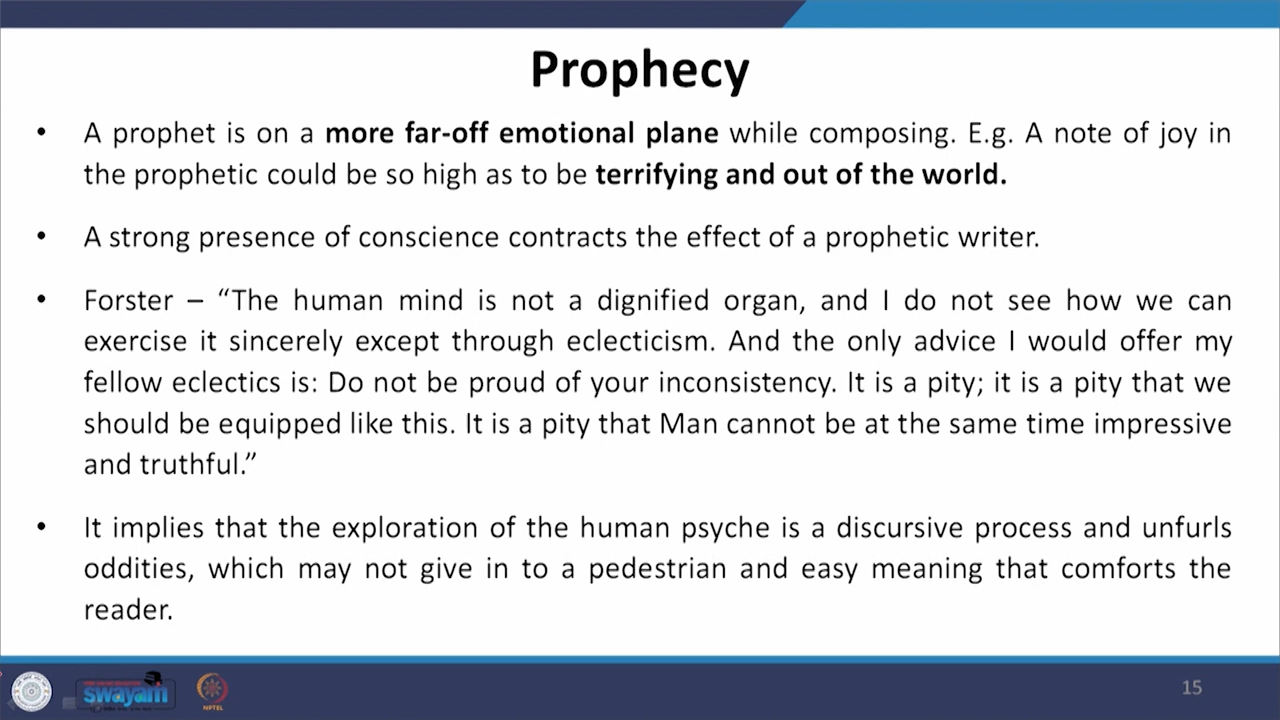 Prophecy
• A prophet is on a more far-off emotional plane while composing. E.g. A note of joy in
the prophetic could be so high as to be terrifying and out of the world.
• A strong presence of conscience contracts the effect of a prophetic writer.
• Forster – “The human mind is not a dignified organ, and I do not see how we can
exercise it sincerely except through eclecticism. And the only advice I would offer my
fellow eclectics is: Do not be proud of your inconsistency. It is a pity; it is a pity that we
should be equipped like this. It is a pity that Man cannot be at the same time impressive
and truthful.”
• It implies that the exploration of the human psyche is a discursive process and unfurls
oddities, which may not give in to a pedestrian and easy meaning that comforts the
reader.
swayam
NPTEL
15